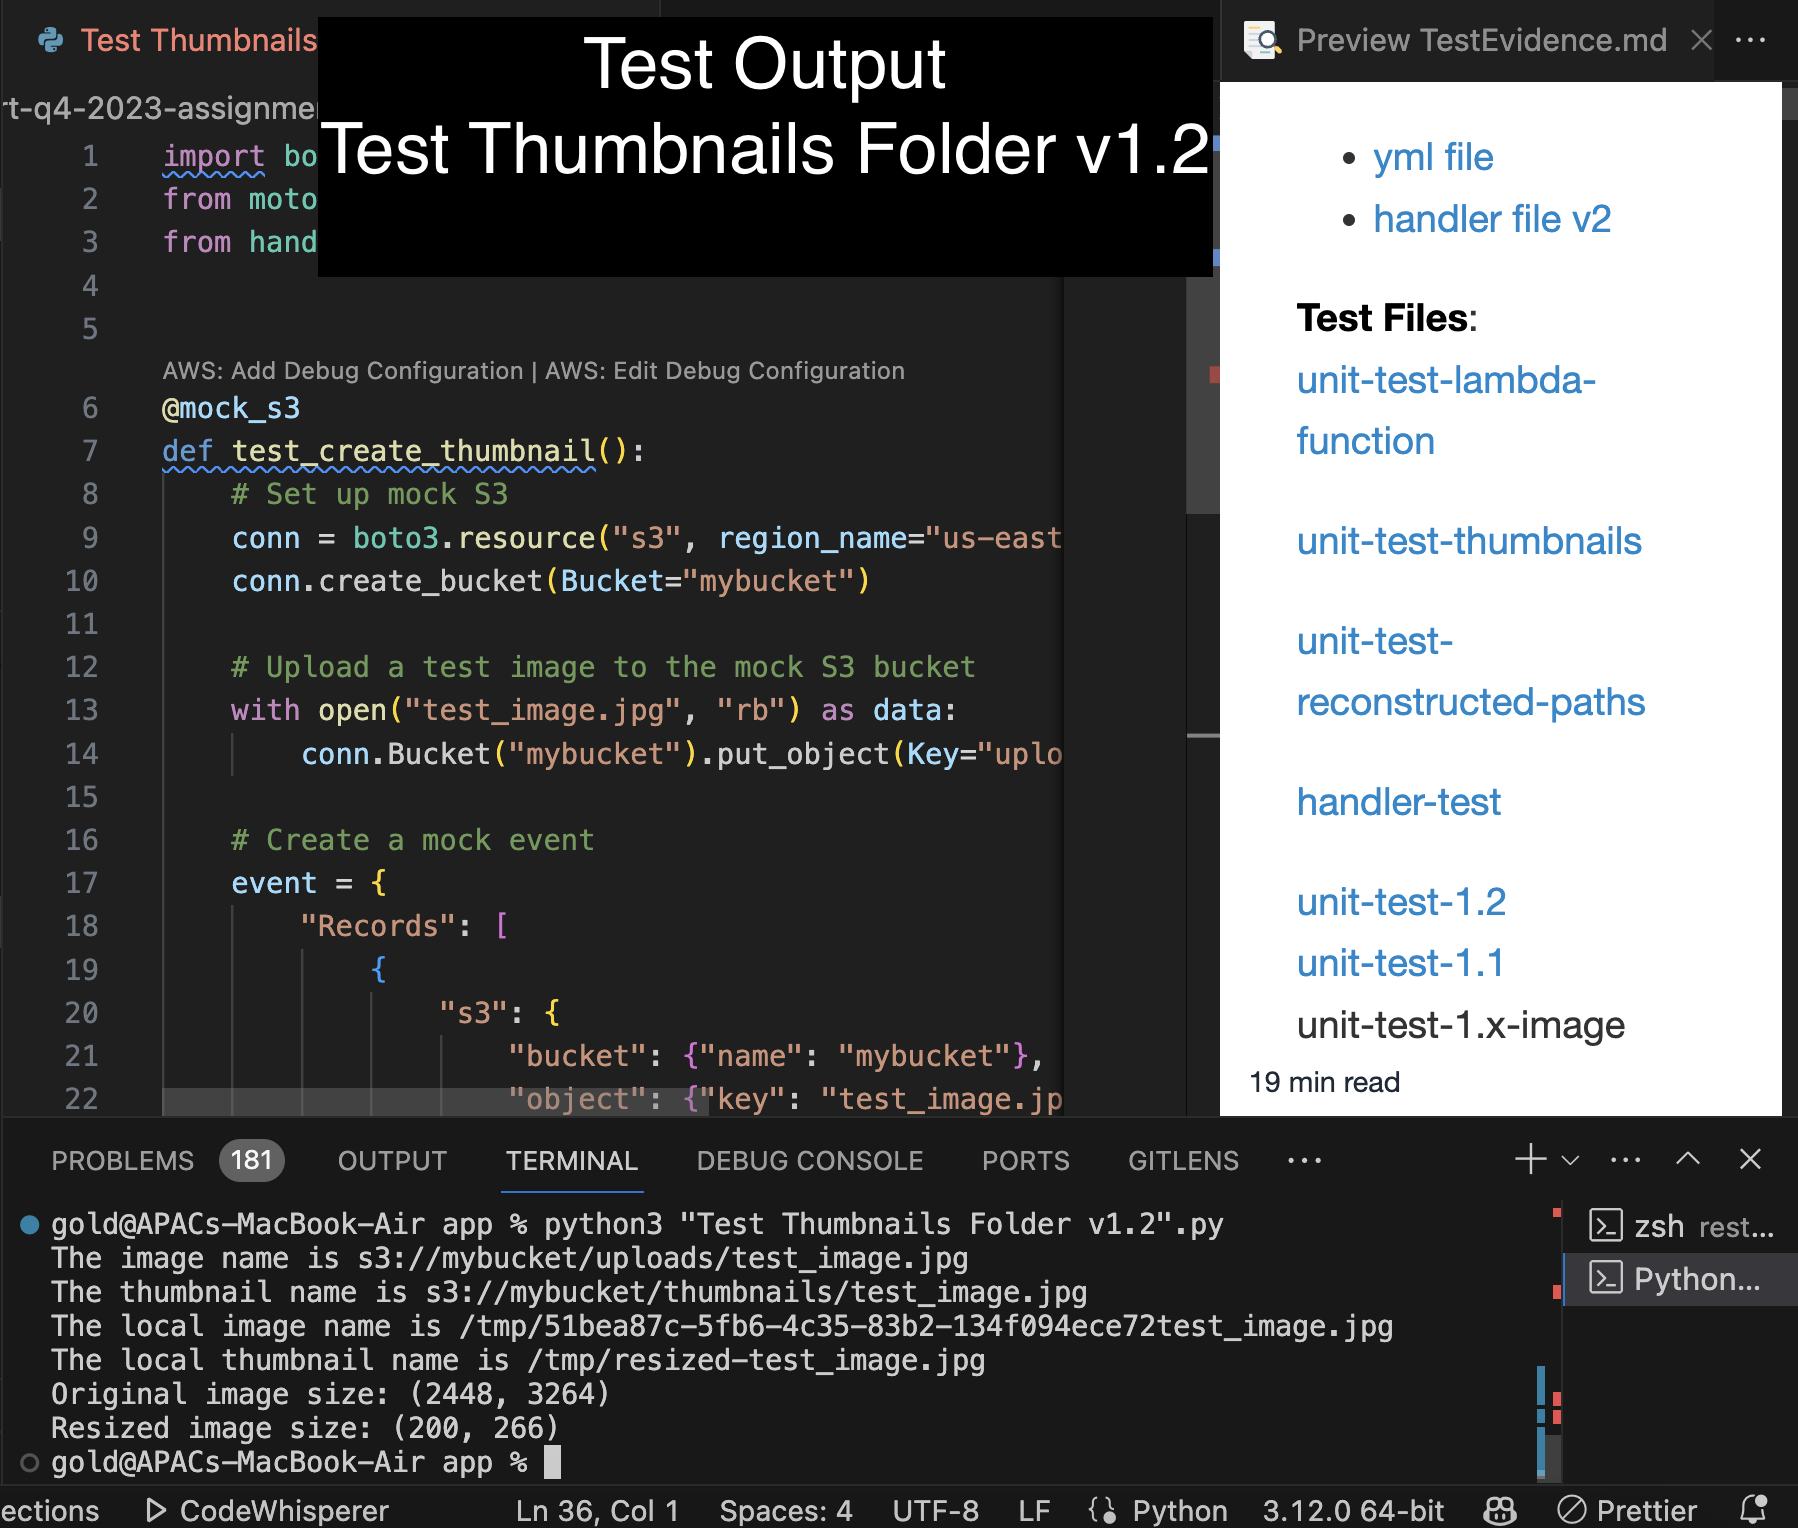 Test Thumbnails
Test Output
Test Thumbnails Folder v1.2
Preview TestEvidence.md
rt-q4-2023-assignme
1 import bo
2 from moto
3 from hand
4
5
AWS: Add Debug Configuration | AWS: Edit Debug Configuration
6 @mock_s3
7 def test_create_thumbnail():
8 # Set up mock S3
9 conn = boto3.resource("s3", region_name="us-east
10 conn.create_bucket(Bucket="mybucket")
11
12 # Upload a test image to the mock S3 bucket
13 with open("test_image.jpg", "rb") as data:
14 conn.Bucket("mybucket").put_object(Key="uplo
15
16 # Create a mock event
17 event = {
18 "Records": [
19 {
20 "s3": {
21 "bucket": {"name": "mybucket"},
22 "object": {"key": "test_image.jp
• yml file
• handler file v2
Test Files:
unit-test-lambda-
function
unit-test-thumbnails
unit-test-
reconstructed-paths
handler-test
unit-test-1.2
unit-test-1.1
unit-test-1.x-image
19 min read
PROBLEMS 181 OUTPUT TERMINAL DEBUG CONSOLE PORTS GITLENS ···
gold@APACs-MacBook-Air app % python3 "Test Thumbnails Folder v1.2".py
The image name is s3://mybucket/uploads/test_image.jpg
The thumbnail name is s3://mybucket/thumbnails/test_image.jpg
The local image name is /tmp/51bea87c-5fb6-4c35-83b2-134f094ece72test_image.jpg
The local thumbnail name is /tmp/resized-test_image.jpg
Original image size: (2448, 3264)
Resized image size: (200, 266)
gold@APACs-MacBook-Air app %
zsh rest...
Python...
ections CodeWhisperer Ln 36, Col 1 Spaces: 4 UTF-8 LF Python 3.12.0 64-bit Prettier